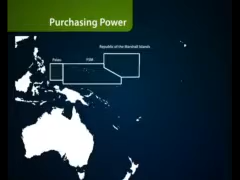 Purchasing Power
Republic of the Marshall Islands
Palau
FSM